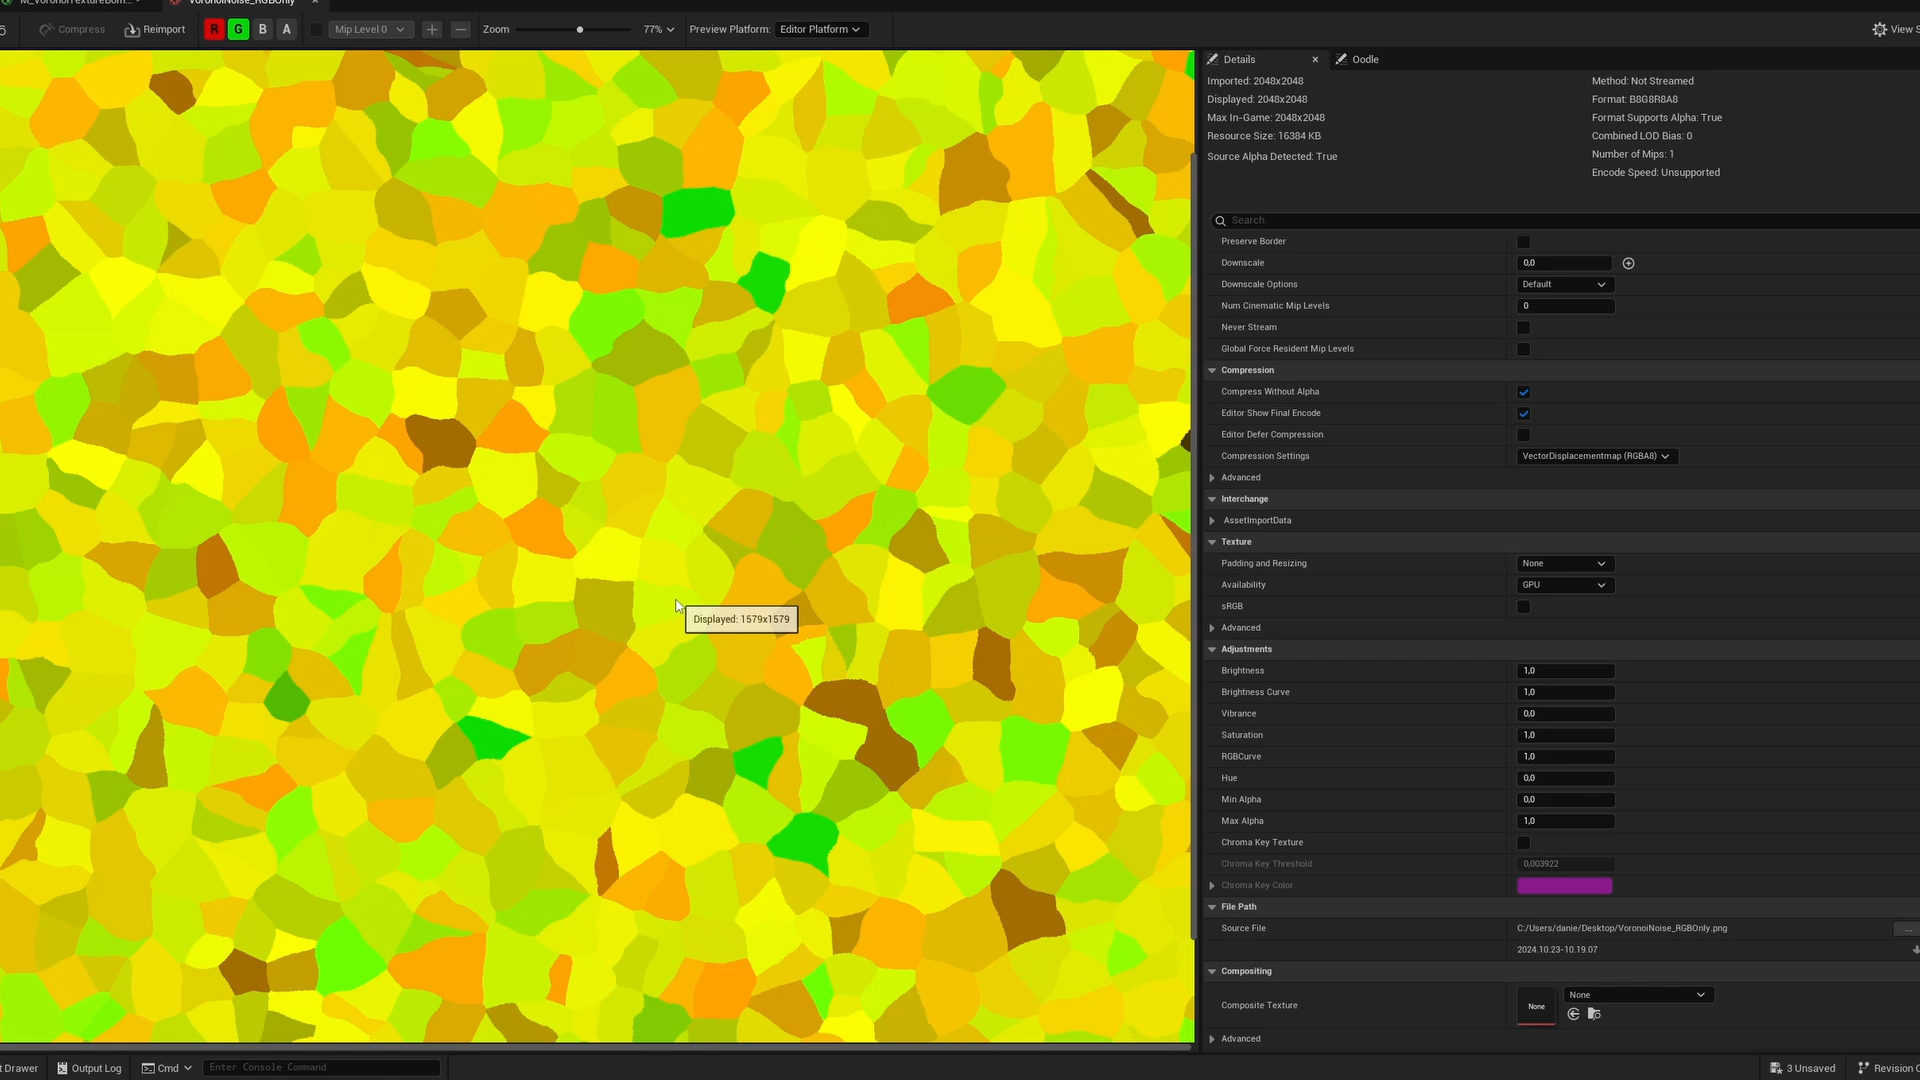 VoronoiNoise_RGBOnly
Compress
Reimport
R G B A
Mip Level 0
Zoom
77%
Preview Platform: Editor Platform
View S
Details
Oodle
Imported: 2048x2048
Displayed: 2048x2048
Max In-Game: 2048x2048
Resource Size: 16384 KB
Source Alpha Detected: True
Method: Not Streamed
Format: B8G8R8A8
Format Supports Alpha: True
Combined LOD Bias: 0
Number of Mips: 1
Encode Speed: Unsupported
Search
Preserve Border
Downscale 0,0
Downscale Options Default
Num Cinematic Mip Levels 0
Never Stream
Global Force Resident Mip Levels
Compression
Compress Without Alpha
Editor Show Final Encode
Editor Defer Compression
Compression Settings VectorDisplacementmap (RGBA8)
Advanced
Interchange
AssetImportData
Texture
Padding and Resizing None
Availability GPU
sRGB
Advanced
Adjustments
Brightness 1,0
Brightness Curve 1,0
Vibrance 0,0
Saturation 1,0
RGBCurve 1,0
Hue 0,0
Min Alpha 0,0
Max Alpha 1,0
Chroma Key Texture
Chroma Key Threshold 0,003922
Chroma Key Color
File Path
Source File C:/Users/danie/Desktop/VoronoiNoise_RGBOnly.png
...
2024.10.23-10.19.07
Compositing
Composite Texture None None
Advanced
Displayed: 1579x1579
t Drawer
Output Log
Cmd
Enter Console Command
3 Unsaved
Revision C